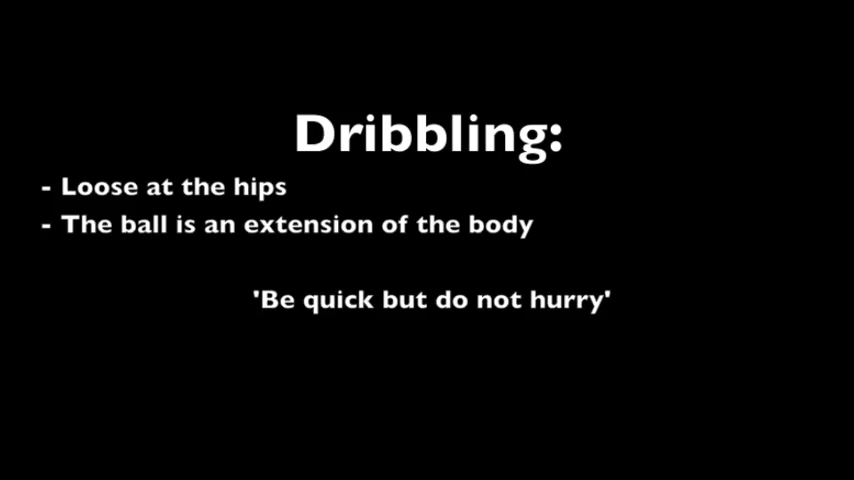 Dribbling:
- Loose at the hips
- The ball is an extension of the body
'Be quick but do not hurry'